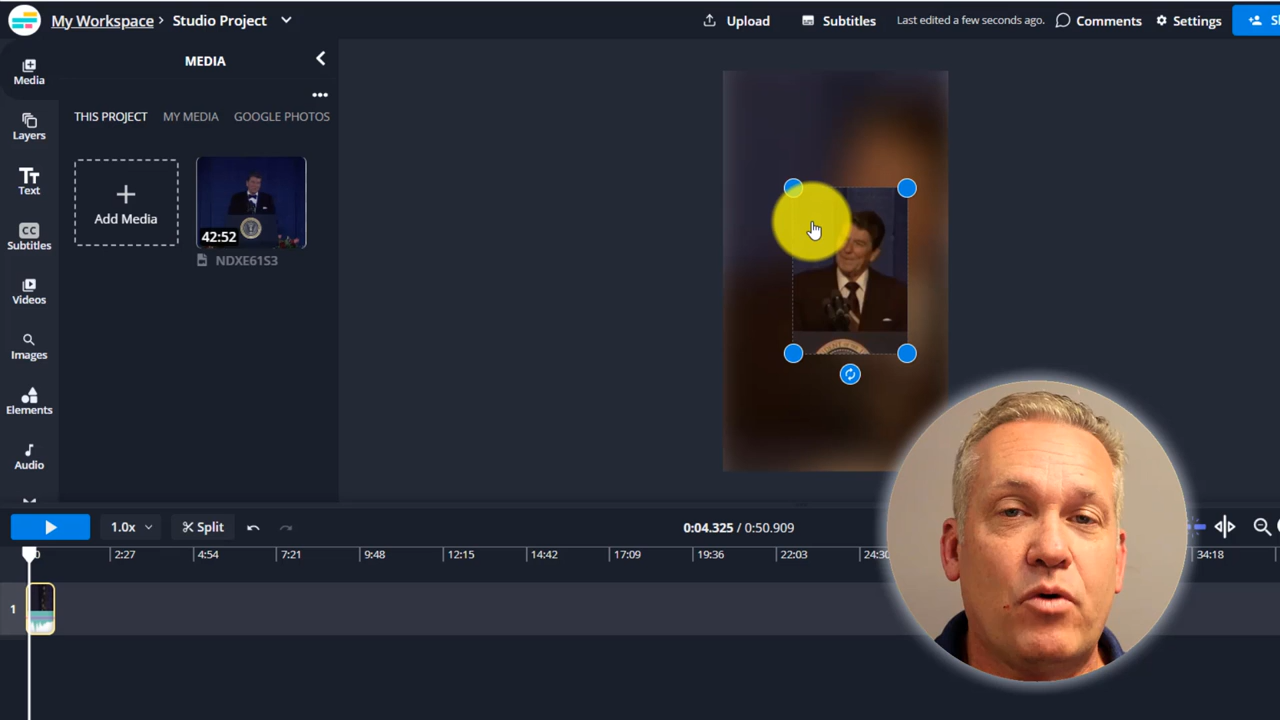 My Workspace › Studio Project
Upload
Subtitles
Last edited a few seconds ago.
Comments
Settings
Media
MEDIA
THIS PROJECT
MY MEDIA
GOOGLE PHOTOS
Layers
Text
Add Media
42:52
NDXE61S3
CC
Subtitles
Videos
Images
Elements
Audio
1.0x
Split
0:04.325 / 0:50.909
2:27
4:54
7:21
9:48
12:15
14:42
17:09
19:36
22:03
24:30
34:18
1